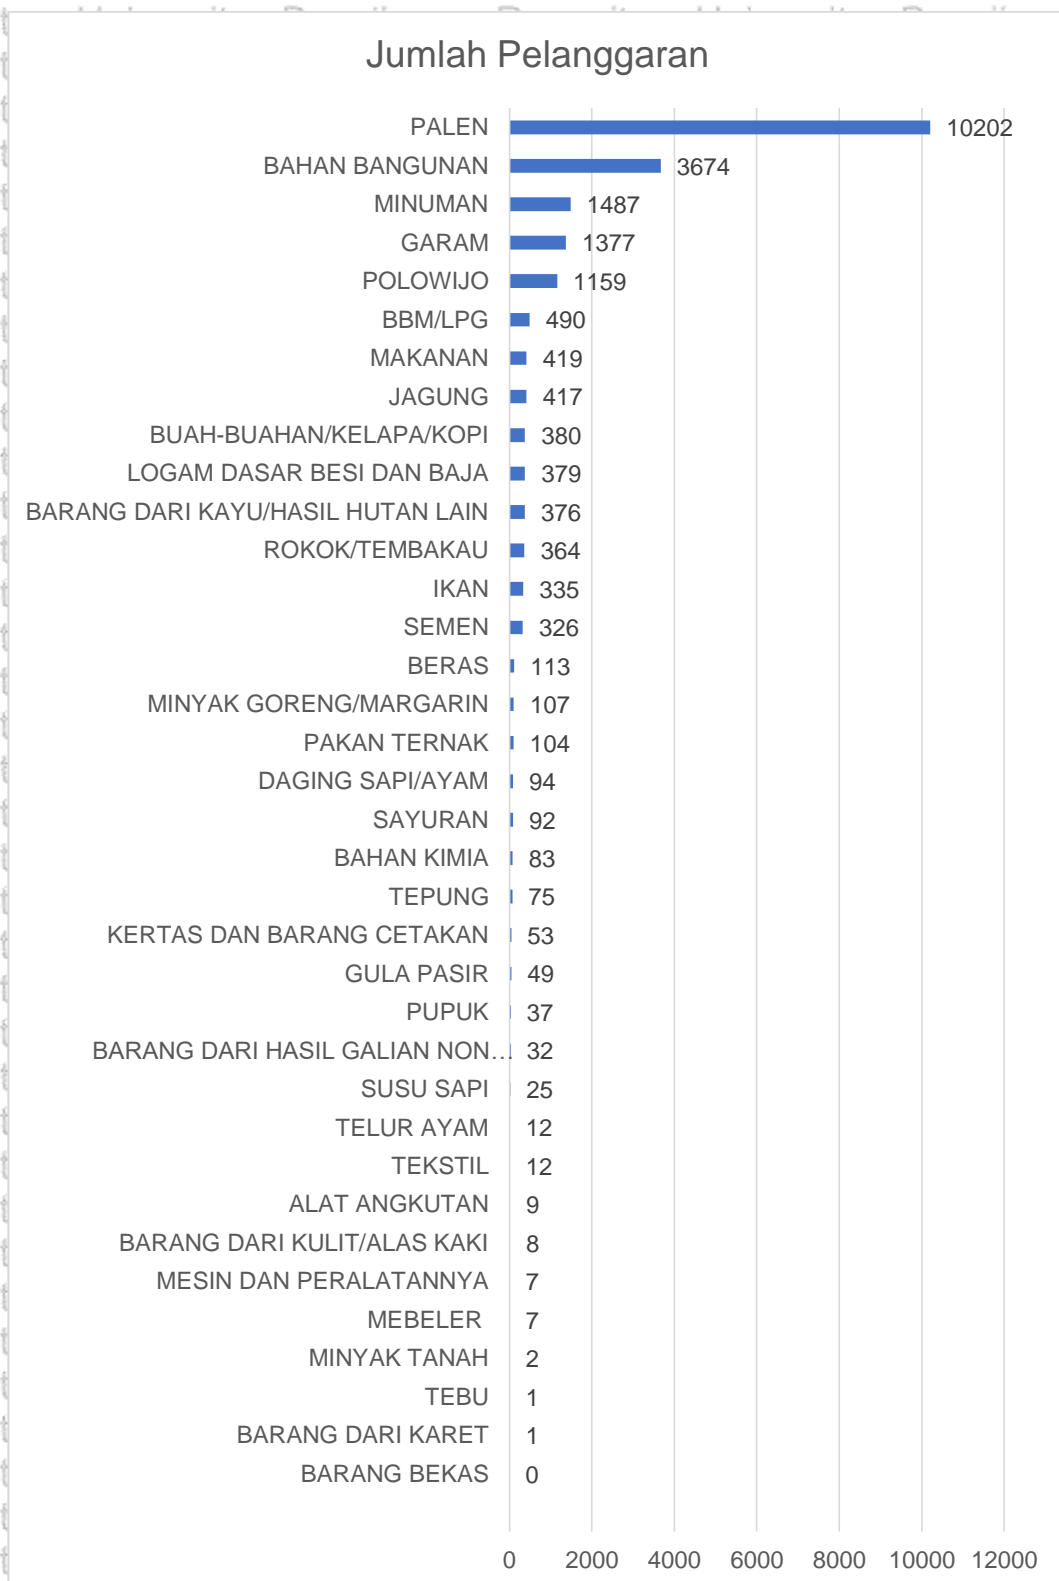 Jumlah Pelanggaran
PALEN 10202
BAHAN BANGUNAN 3674
MINUMAN 1487
GARAM 1377
POLOWIJO 1159
BBM/LPG 490
MAKANAN 419
JAGUNG 417
BUAH-BUAHAN/KELAPA/KOPI 380
LOGAM DASAR BESI DAN BAJA 379
BARANG DARI KAYU/HASIL HUTAN LAIN 376
ROKOK/TEMBAKAU 364
IKAN 335
SEMEN 326
BERAS 113
MINYAK GORENG/MARGARIN 107
PAKAN TERNAK 104
DAGING SAPI/AYAM 94
SAYURAN 92
BAHAN KIMIA 83
TEPUNG 75
KERTAS DAN BARANG CETAKAN 53
GULA PASIR 49
PUPUK 37
BARANG DARI HASIL GALIAN NON… 32
SUSU SAPI 25
TELUR AYAM 12
TEKSTIL 12
ALAT ANGKUTAN 9
BARANG DARI KULIT/ALAS KAKI 8
MESIN DAN PERALATANNYA 7
MEBELER 7
MINYAK TANAH 2
TEBU 1
BARANG DARI KARET 1
BARANG BEKAS 0
0 2000 4000 6000 8000 10000 12000